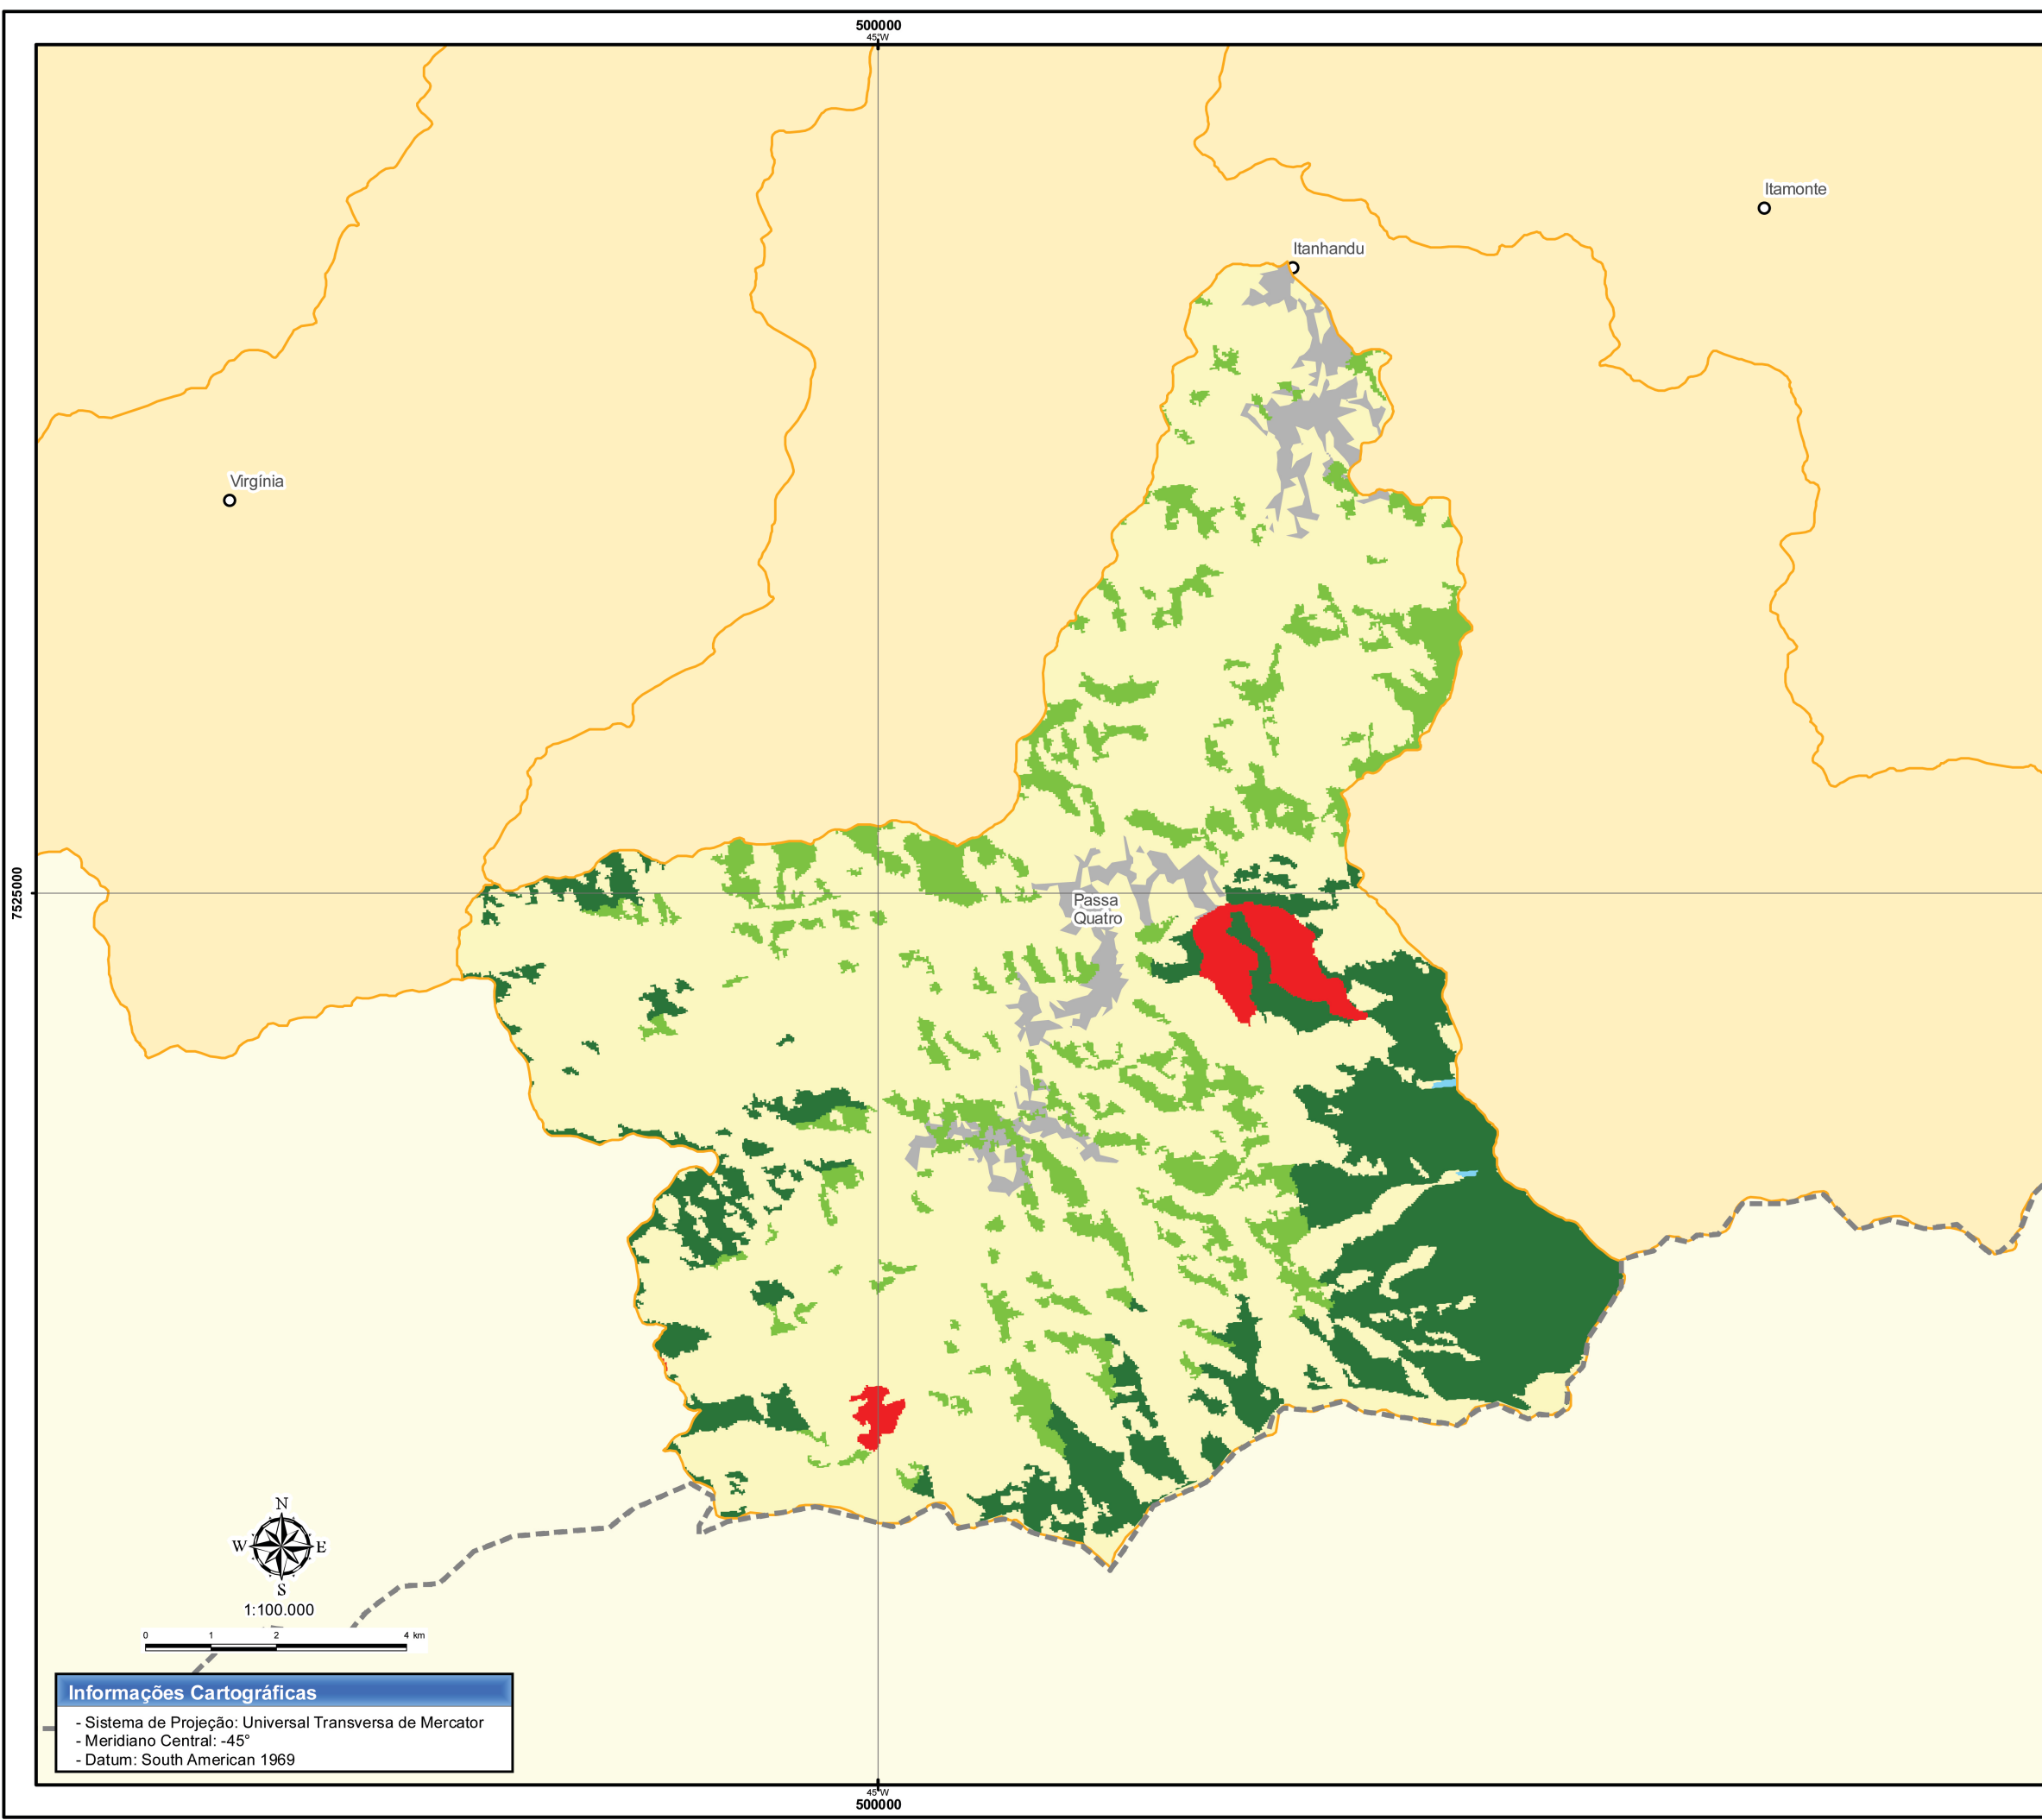 500000
45°W
Itamonte
Itanhandu
Virgínia
7525000
Passa
Quatro
N
W
E
S
1:100.000
0 1 2 4 km
Informações Cartográficas
- Sistema de Projeção: Universal Transversa de Mercator
- Meridiano Central: -45°
- Datum: South American 1969
45°W
500000